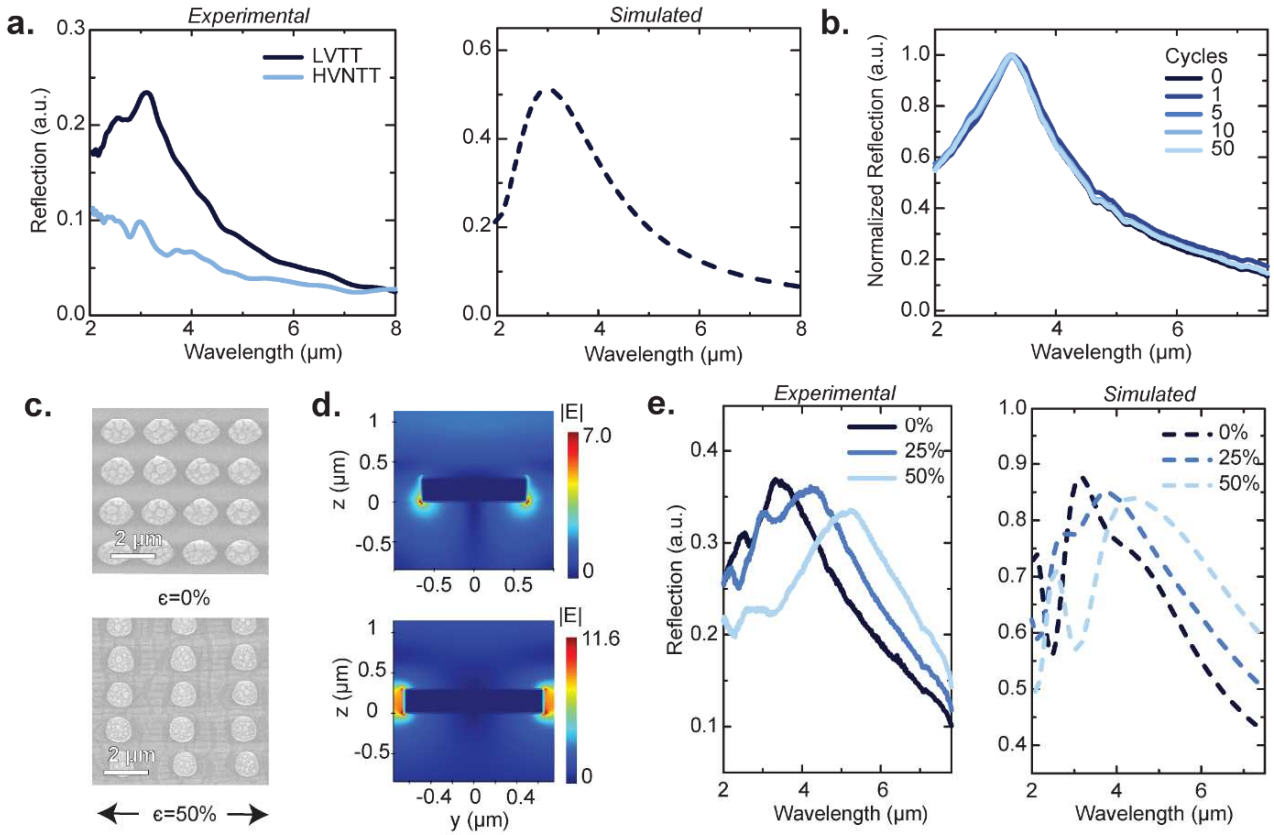 a.
Experimental
0.3
0.2
0.1
0.0
Reflection (a.u.)
LVTT
HVNTT
2 4 6 8
Wavelength (µm)
Simulated
0.6
0.4
0.2
0.0
2 4 6 8
Wavelength (µm)
b.
1.0
0.8
0.6
0.4
0.2
0.0
Normalized Reflection (a.u.)
Cycles
0
1
5
10
50
2 4 6
Wavelength (µm)
c.
2 µm
ϵ=0%
2 µm
ϵ=50%
d.
|E|
7.0
0
1
0.5
0
-0.5
z (µm)
-0.5 0 0.5
|E|
11.6
0
1
0.5
0
-0.5
z (µm)
-0.4 0 0.4
y (µm)
e.
Experimental
0.4
0.3
0.2
0.1
Reflection (a.u.)
0%
25%
50%
2 4 6
Wavelength (µm)
Simulated
1.0
0.9
0.8
0.7
0.6
0.5
0.4
0%
25%
50%
2 4 6
Wavelength (µm)